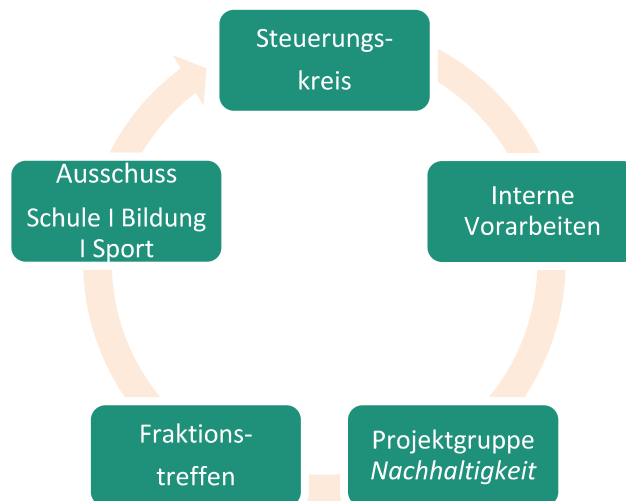 Steuerungs-
kreis
Interne
Vorarbeiten
Projektgruppe
Nachhaltigkeit
Fraktions-
treffen
Ausschuss
Schule I Bildung
I Sport